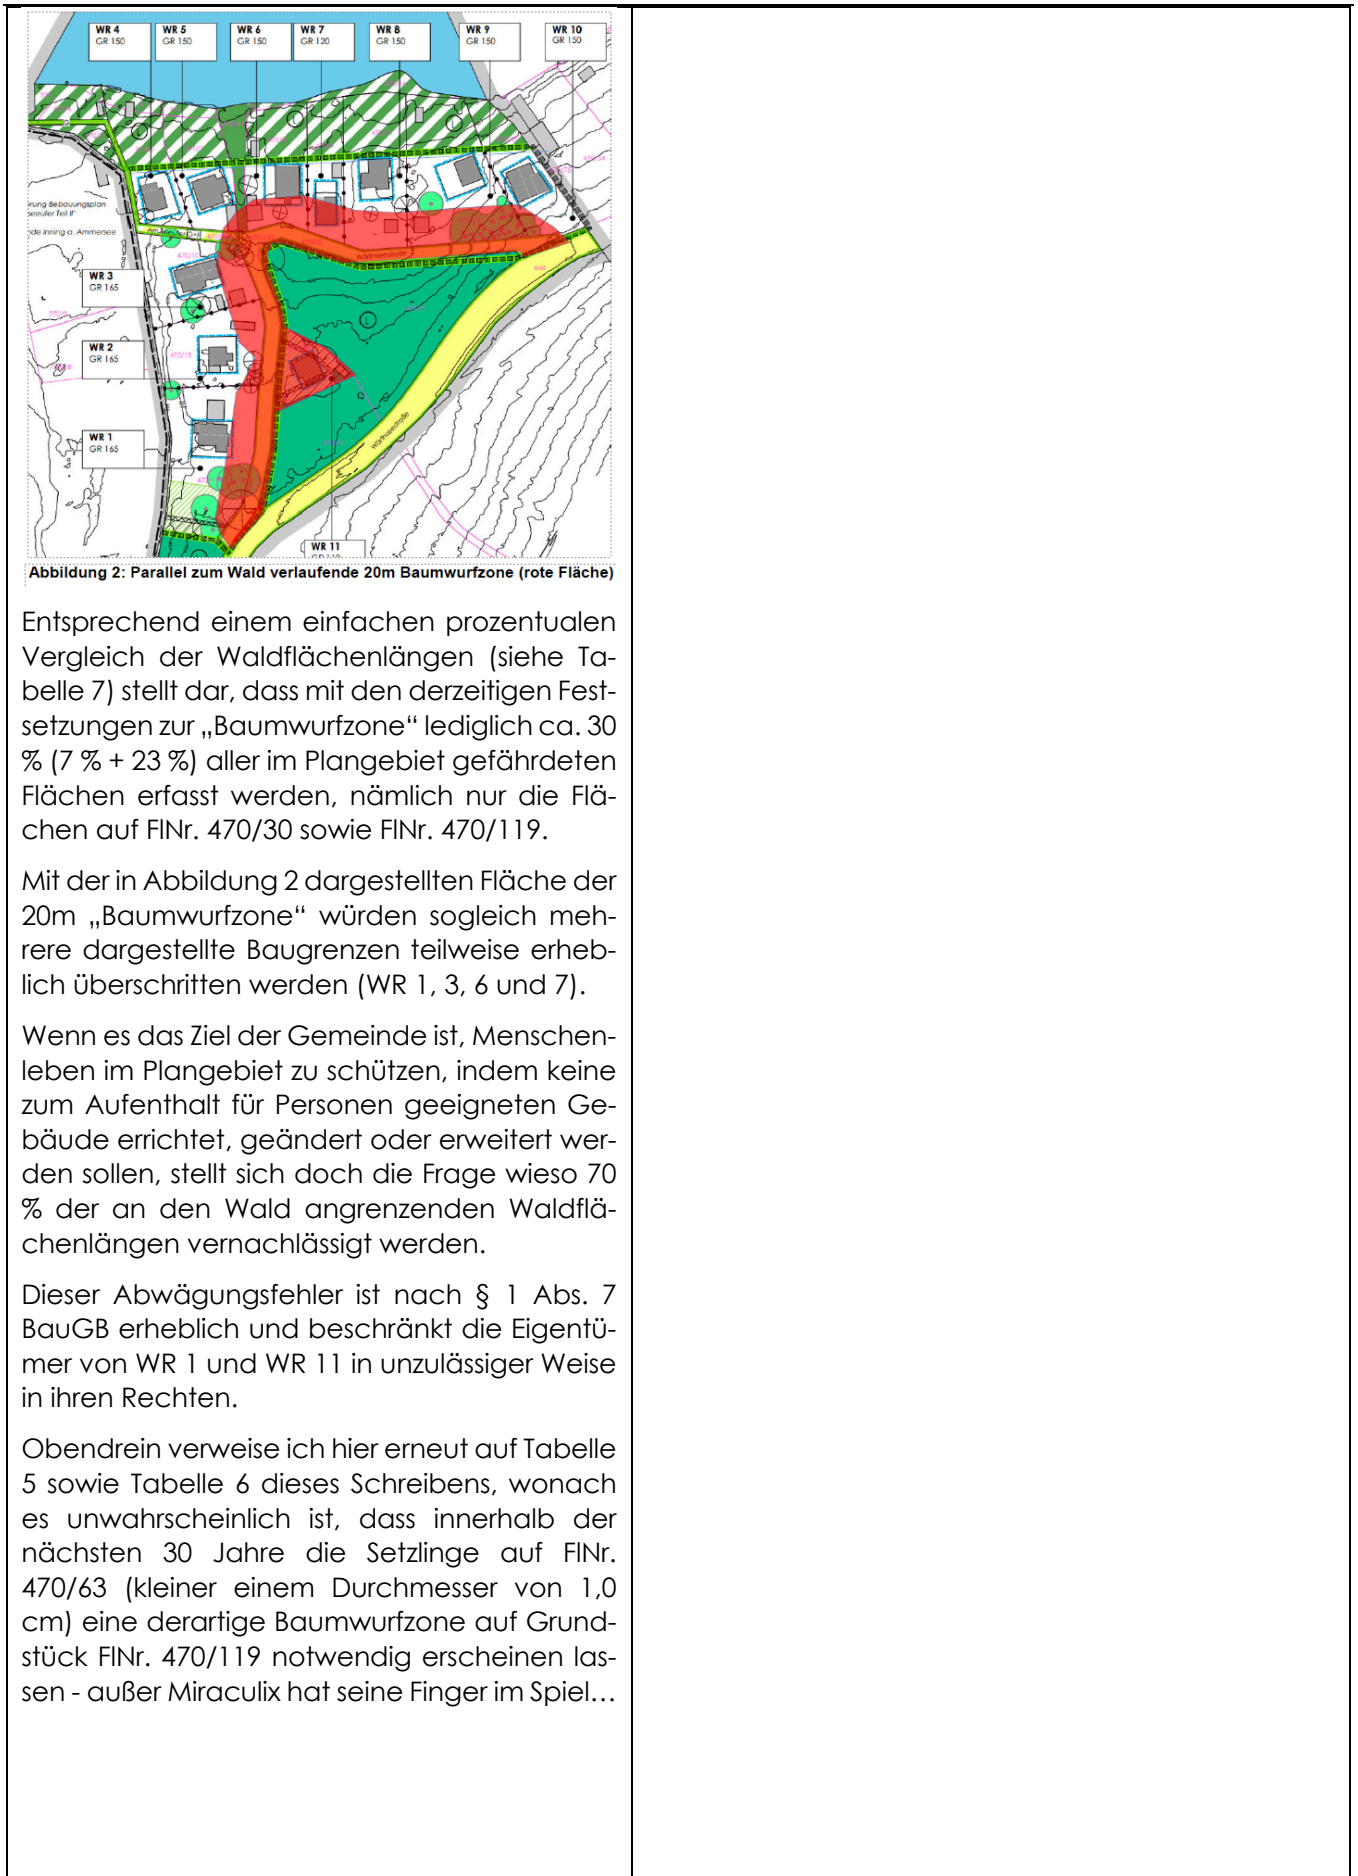 WR 4 WR 5 WR 6 WR 7 WR 8 WR 9 WR 10
GR 150 GR 150 GR 150 GR 120 GR 150 GR 150 GR 150
rung Bebauungsplan
seeufer Teil II"
nde Inning a. Ammersee
WR 3
GR 165
WR 2
GR 165
470/15
WR 1
GR 165
Wörthseestraße
468
Wörthseestraße
WR 11
Abbildung 2: Parallel zum Wald verlaufende 20m Baumwurfzone (rote Fläche)
Entsprechend einem einfachen prozentualen
Vergleich der Waldflächenlängen (siehe Ta-
belle 7) stellt dar, dass mit den derzeitigen Fest-
setzungen zur „Baumwurfzone“ lediglich ca. 30
% (7 % + 23 %) aller im Plangebiet gefährdeten
Flächen erfasst werden, nämlich nur die Flä-
chen auf FlNr. 470/30 sowie FlNr. 470/119.
Mit der in Abbildung 2 dargestellten Fläche der
20m „Baumwurfzone“ würden sogleich meh-
rere dargestellte Baugrenzen teilweise erheb-
lich überschritten werden (WR 1, 3, 6 und 7).
Wenn es das Ziel der Gemeinde ist, Menschen-
leben im Plangebiet zu schützen, indem keine
zum Aufenthalt für Personen geeigneten Ge-
bäude errichtet, geändert oder erweitert wer-
den sollen, stellt sich doch die Frage wieso 70
% der an den Wald angrenzenden Waldflä-
chenlängen vernachlässigt werden.
Dieser Abwägungsfehler ist nach § 1 Abs. 7
BauGB erheblich und beschränkt die Eigentü-
mer von WR 1 und WR 11 in unzulässiger Weise
in ihren Rechten.
Obendrein verweise ich hier erneut auf Tabelle
5 sowie Tabelle 6 dieses Schreibens, wonach
es unwahrscheinlich ist, dass innerhalb der
nächsten 30 Jahre die Setzlinge auf FlNr.
470/63 (kleiner einem Durchmesser von 1,0
cm) eine derartige Baumwurfzone auf Grund-
stück FlNr. 470/119 notwendig erscheinen las-
sen - außer Miraculix hat seine Finger im Spiel…